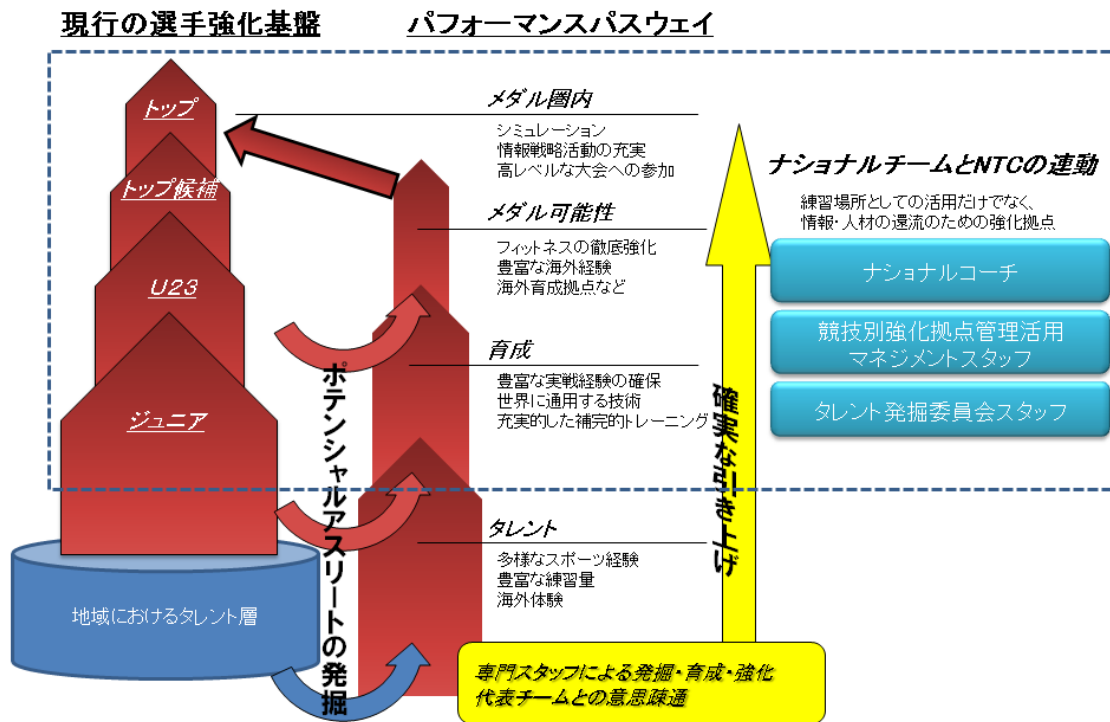 現行の選手強化基盤
パフォーマンスパスウェイ
トップ
トップ候補
U23
ジュニア
地域におけるタレント層
ポテンシャルアスリートの発掘
メダル圏内
シミュレーション
情報戦略活動の充実
高レベルな大会への参加
メダル可能性
フィットネスの徹底強化
豊富な海外経験
海外育成拠点など
育成
豊富な実戦経験の確保
世界に通用する技術
充実的した補完的トレーニング
タレント
多様なスポーツ経験
豊富な練習量
海外体験
確実な引き上げ
専門スタッフによる発掘・育成・強化
代表チームとの意思疎通
ナショナルチームとNTCの連動
練習場所としての活用だけでなく、
情報・人材の還流のための強化拠点
ナショナルコーチ
競技別強化拠点管理活用
マネジメントスタッフ
タレント発掘委員会スタッフ